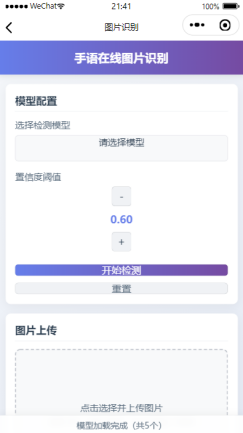 WeChat
21:41
100%
图片识别
手语在线图片识别
模型配置
选择检测模型
请选择模型
置信度阈值
-
0.60
+
开始检测
重置
图片上传
点击选择并上传图片
模型加载完成（共5个）